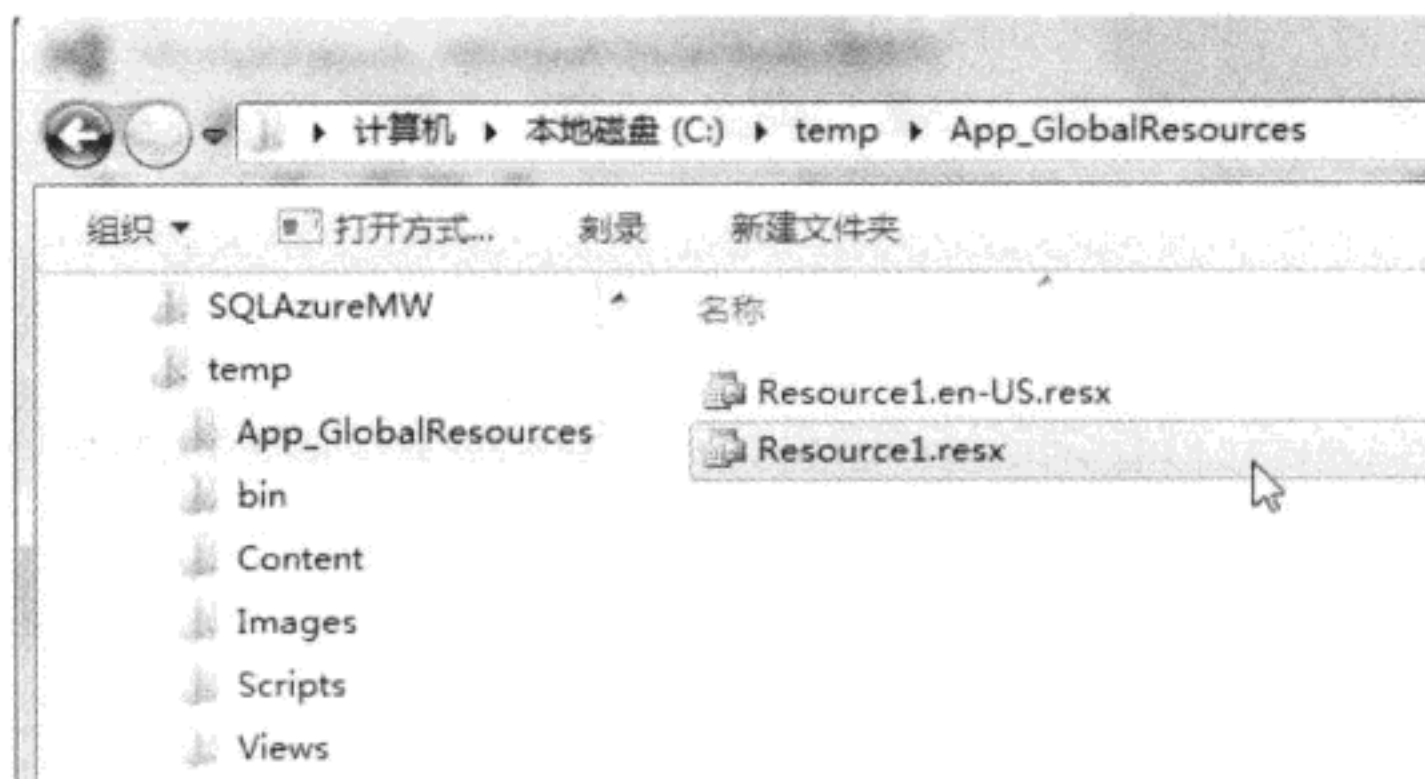 计算机 ▸ 本地磁盘 (C:) ▸ temp ▸ App_GlobalResources
组织 ▾ 打开方式... 刻录 新建文件夹
SQLAzureMW
名称
temp
Resource1.en-US.resx
App_GlobalResources
Resource1.resx
bin
Content
Images
Scripts
Views